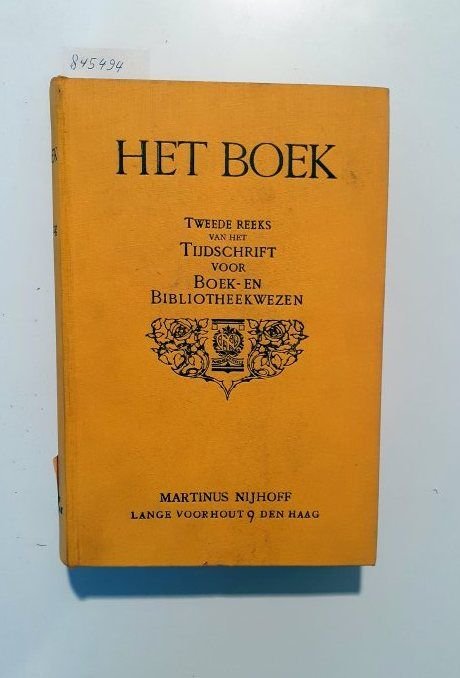 845494
HET BOEK
TWEEDE REEKS
VAN HET
TIJDSCHRIFT
VOOR
BOEK- EN
BIBLIOTHEEKWEZEN
MARTINUS NIJHOFF
LANGE VOORHOUT 9 DEN HAAG